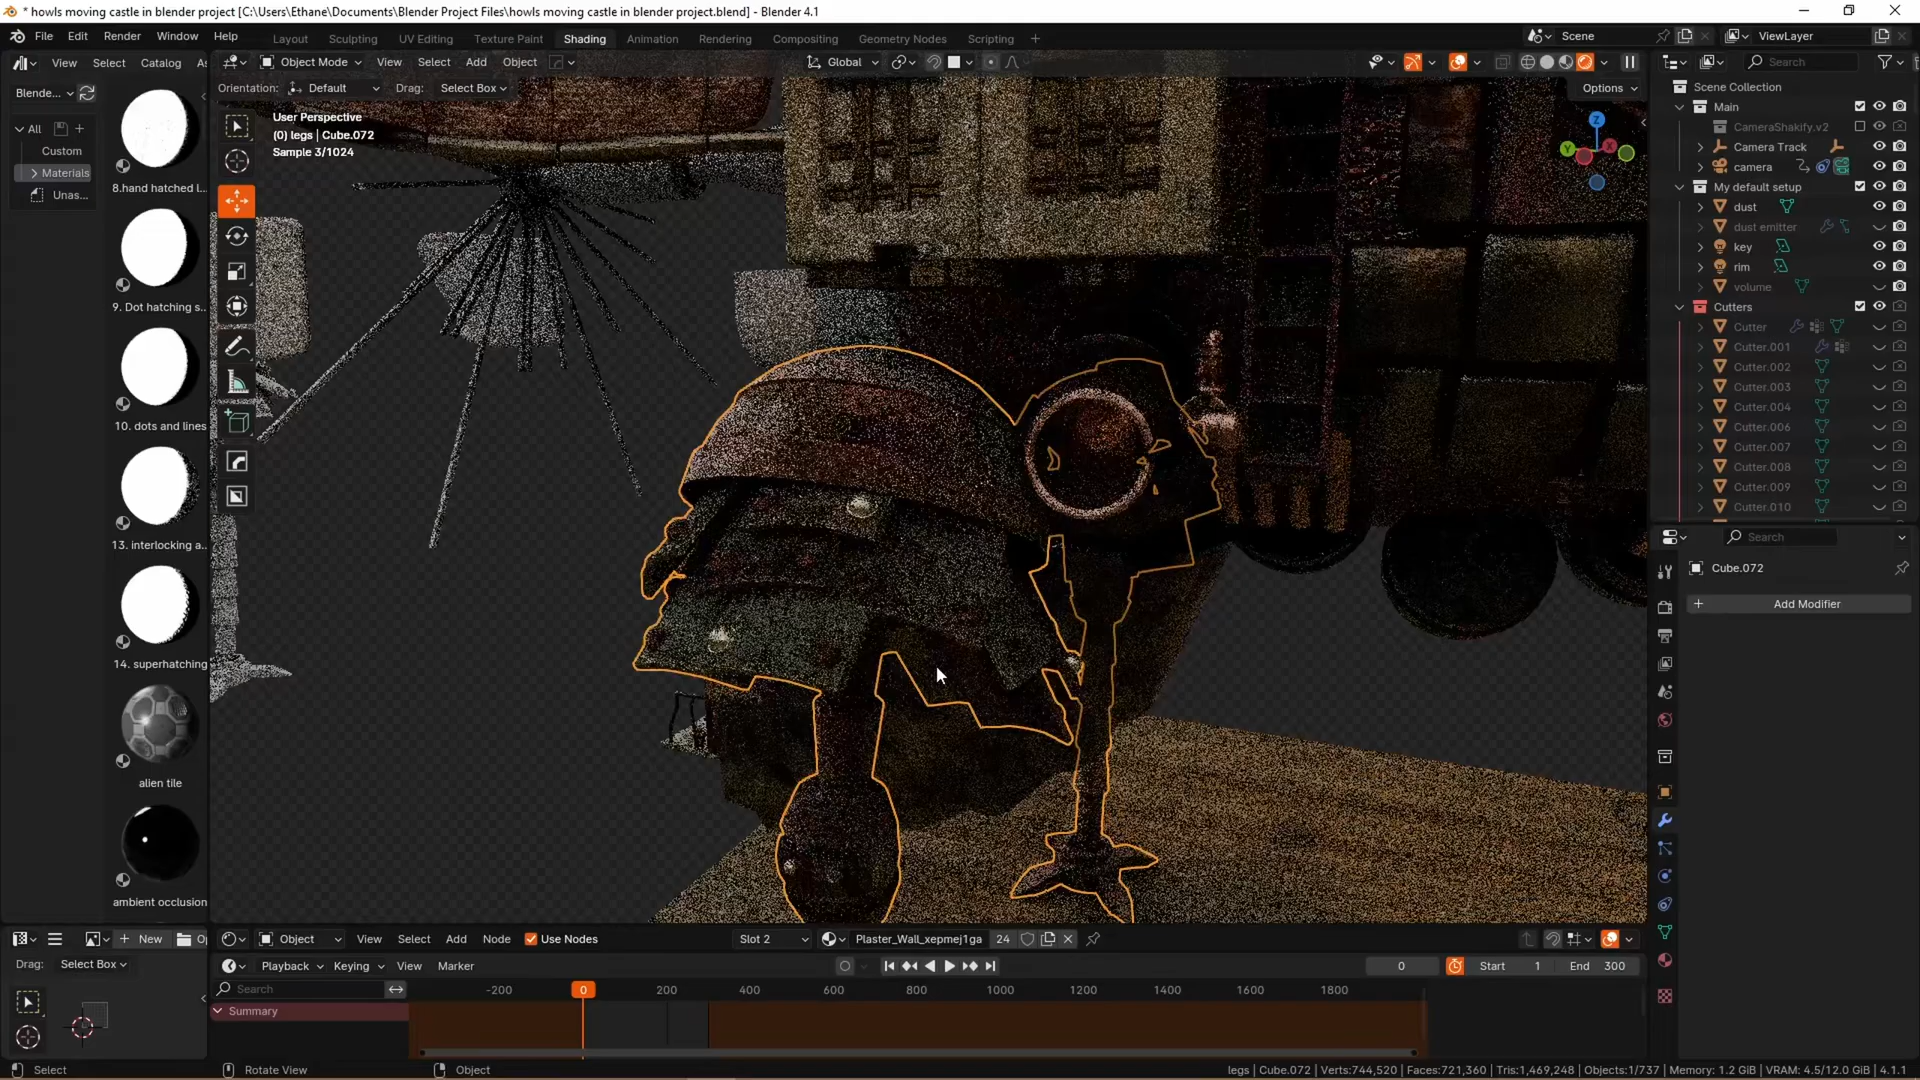 * howls moving castle in blender project [C:\Users\Ethane\Documents\Blender Project Files\howls moving castle in blender project.blend] - Blender 4.1
File Edit Render Window Help
Layout Sculpting UV Editing Texture Paint Shading Animation Rendering Compositing Geometry Nodes Scripting +
Scene
ViewLayer
View Select Catalog As
Object Mode View Select Add Object
Global
Search
Blende...
Orientation: Default Drag: Select Box
Options
All
Custom
Materials
Unas...
8.hand hatched l...
9. Dot hatching s...
10. dots and lines
13. interlocking a...
14. superhatching
alien tile
ambient occlusion
User Perspective
(0) legs | Cube.072
Sample 3/1024
Z
Y
X
Scene Collection
Main
CameraShakify.v2
Camera Track
camera
My default setup
dust
dust emitter
key
rim
volume
Cutters
Cutter
Cutter.001
Cutter.002
Cutter.003
Cutter.004
Cutter.006
Cutter.007
Cutter.008
Cutter.009
Cutter.010
Search
Cube.072
+ Add Modifier
+ New Op
Object View Select Add Node Use Nodes
Slot 2
Plaster_Wall_xepmej1ga 24
Drag: Select Box
Playback Keying View Marker
0 Start 1 End 300
Search
-200 0 200 400 600 800 1000 1200 1400 1600 1800
Summary
Select Rotate View Object
legs | Cube.072 | Verts:744,520 | Faces:721,360 | Tris:1,469,248 | Objects:1/737 | Memory: 1.2 GiB | VRAM: 4.5/12.0 GiB | 4.1.1